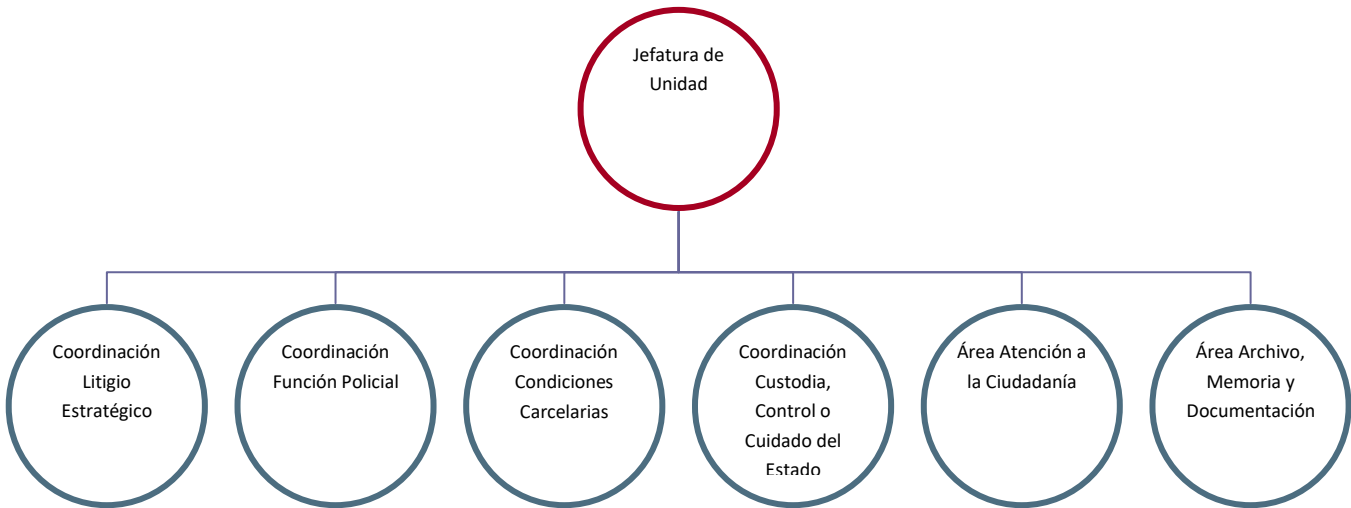 Jefatura de
Unidad
Coordinación
Litigio
Estratégico
Coordinación
Función Policial
Coordinación
Condiciones
Carcelarias
Coordinación
Custodia,
Control o
Cuidado del
Estado
Área Atención a
la Ciudadanía
Área Archivo,
Memoria y
Documentación